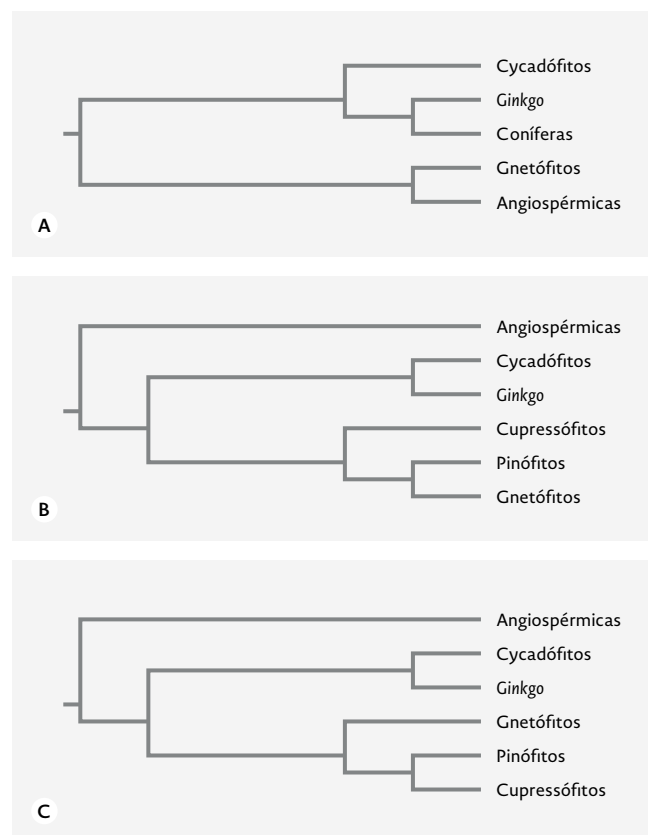 Cycadófitos
Ginkgo
Coníferas
Gnetófitos
Angiospérmicas
A
Angiospérmicas
Cycadófitos
Ginkgo
Cupressófitos
Pinófitos
Gnetófitos
B
Angiospérmicas
Cycadófitos
Ginkgo
Gnetófitos
Pinófitos
Cupressófitos
C